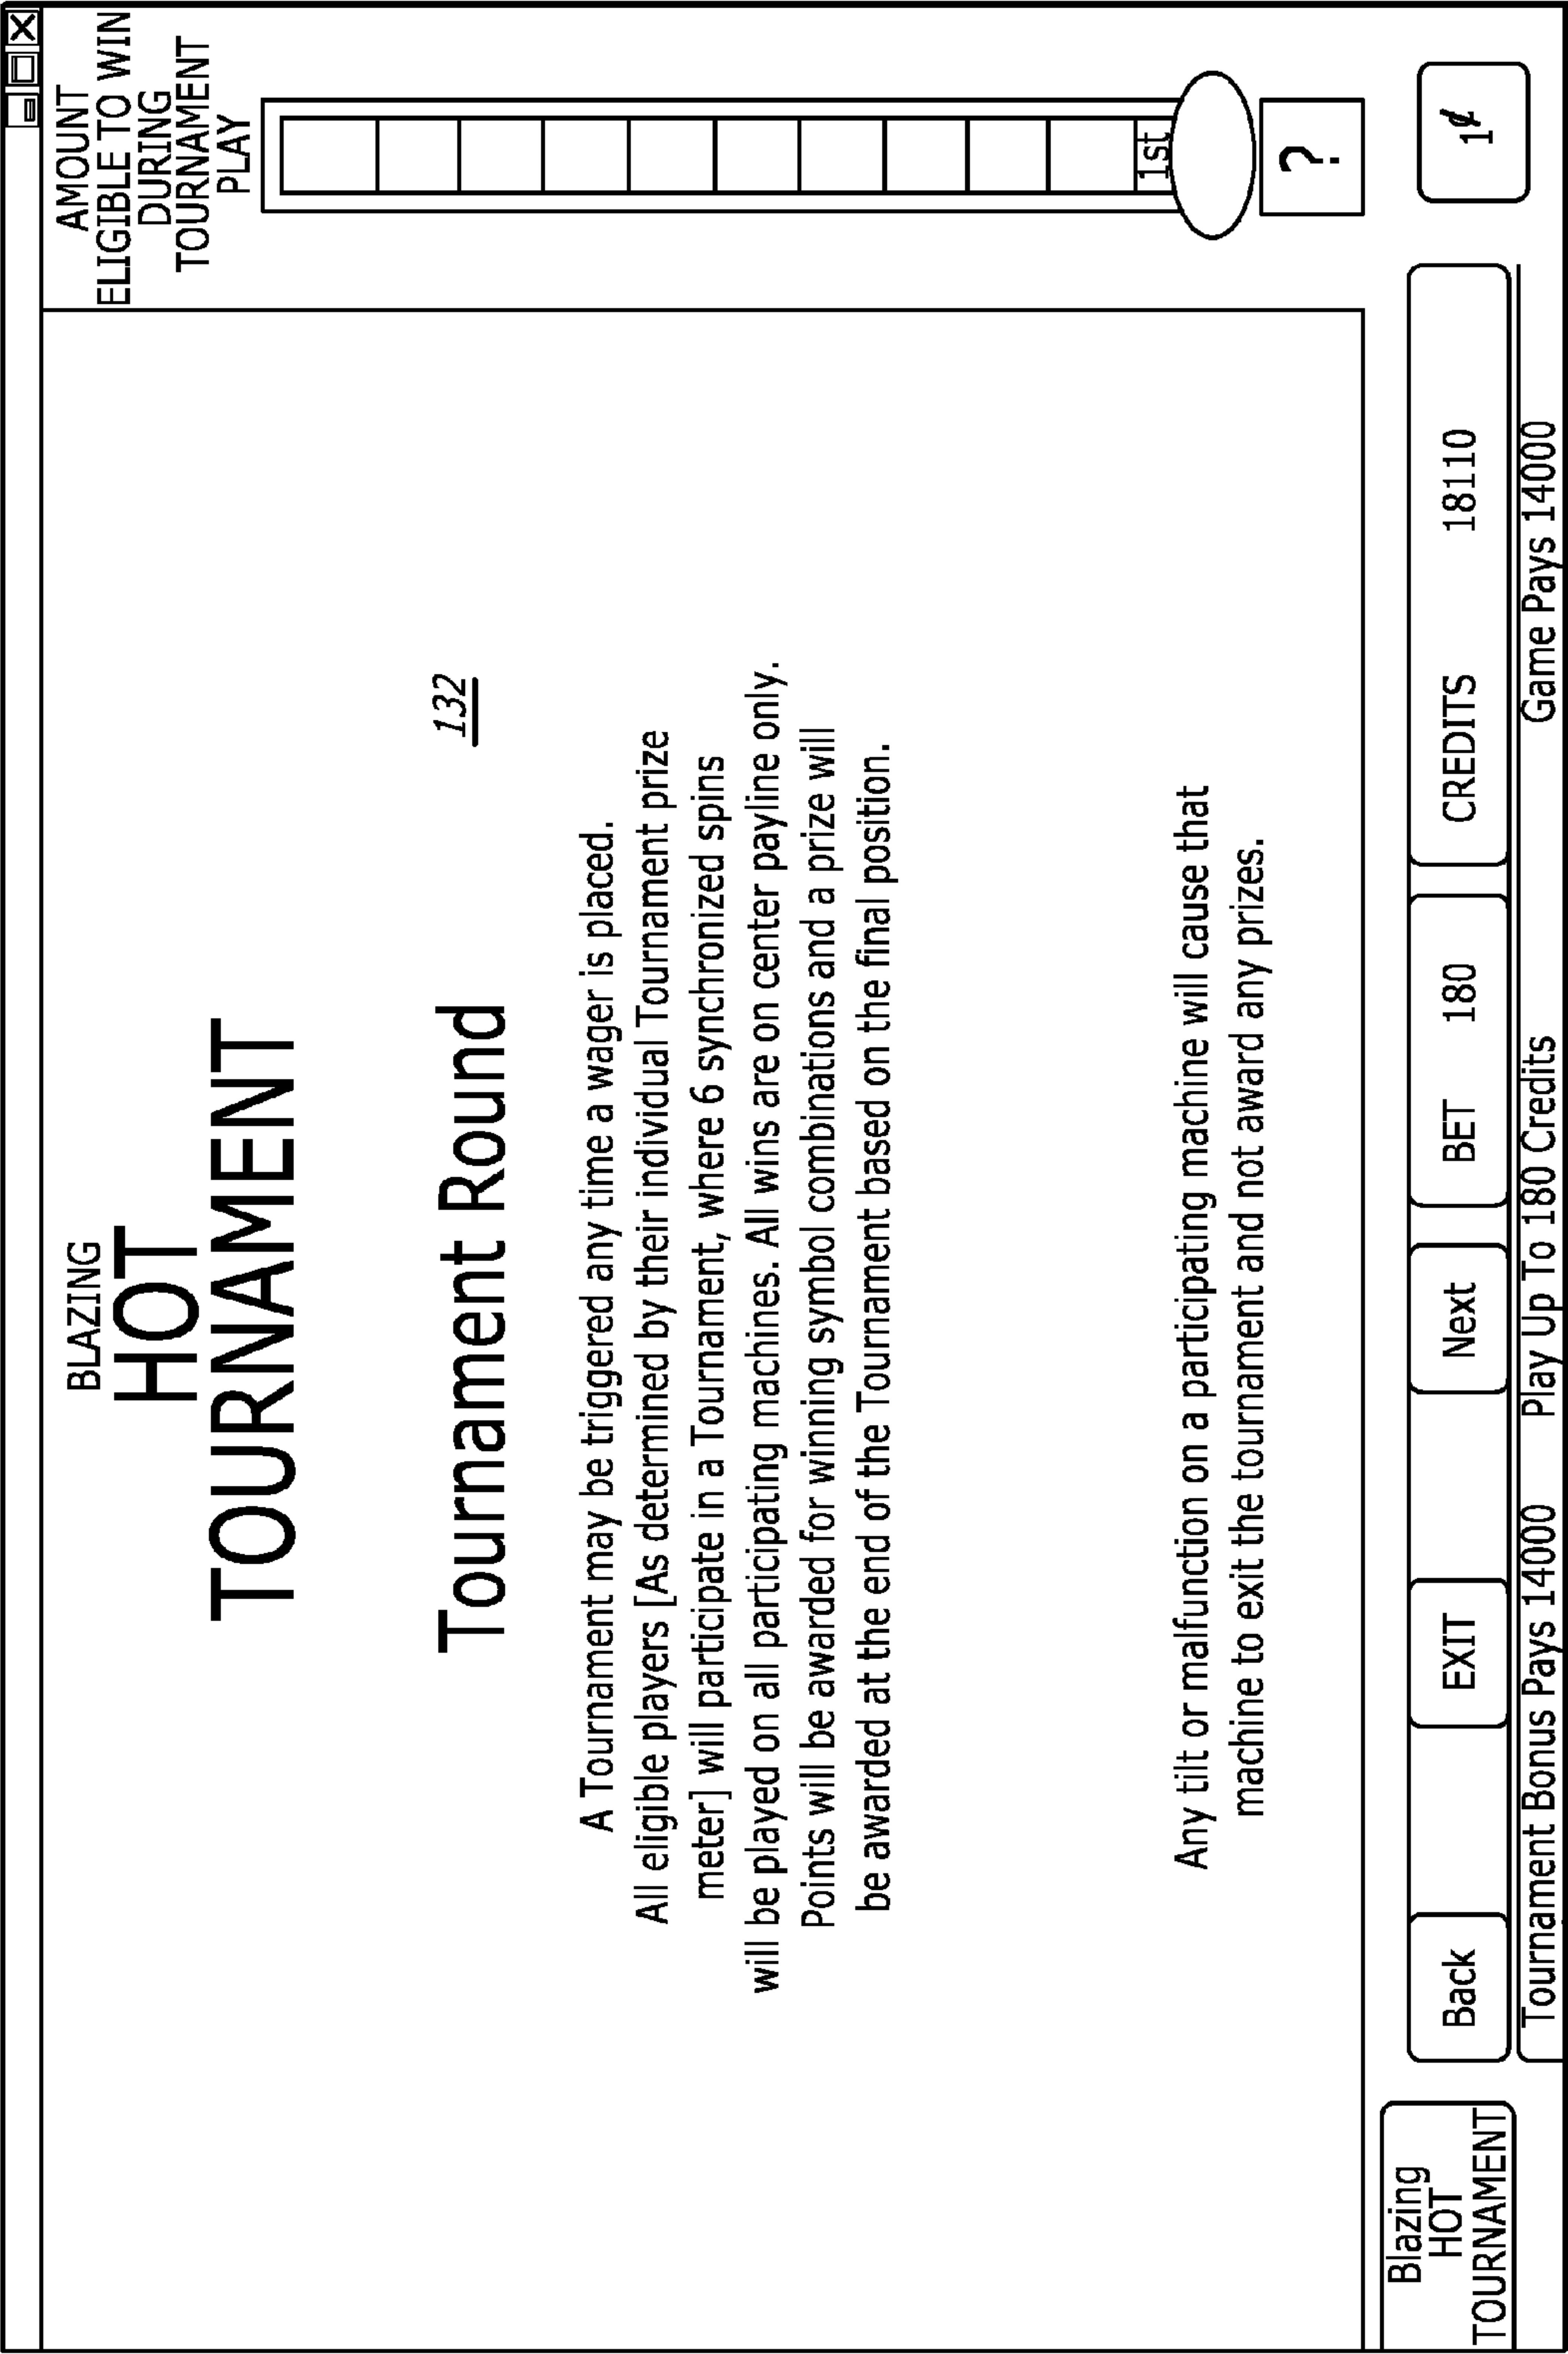 BLAZING
HOT
TOURNAMENT
Tournament Round
132
A Tournament may be triggered any time a wager is placed.
All eligible players [As determined by their individual Tournament prize
meter] will participate in a Tournament, where 6 synchronized spins
will be played on all participating machines. All wins are on center payline only.
Points will be awarded for winning symbol combinations and a prize will
be awarded at the end of the Tournament based on the final position.
Any tilt or malfunction on a participating machine will cause that
machine to exit the tournament and not award any prizes.
AMOUNT
ELIGIBLE TO WIN
DURING
TOURNAMENT
PLAY
1st
?
Blazing
HOT
TOURNAMENT
Back EXIT Next BET 180 CREDITS 18110
1¢
Tournament Bonus Pays 14000 Play Up To 180 Credits Game Pays 14000